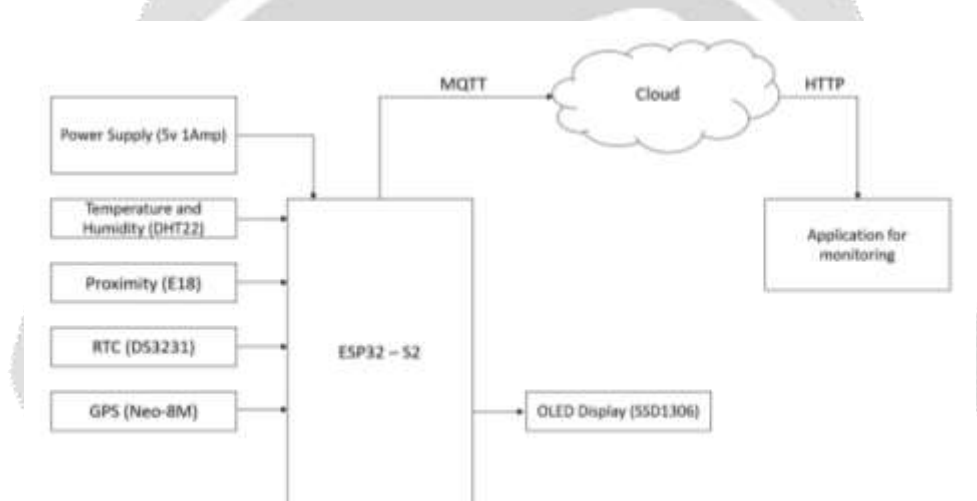 MQTT
Cloud
HTTP
Power Supply (5v 1Amp)
Temperature and
Humidity (DHT22)
Application for
monitoring
Proximity (E18)
RTC (DS3231)
ESP32 – S2
GPS (Neo-8M)
OLED Display (SSD1306)